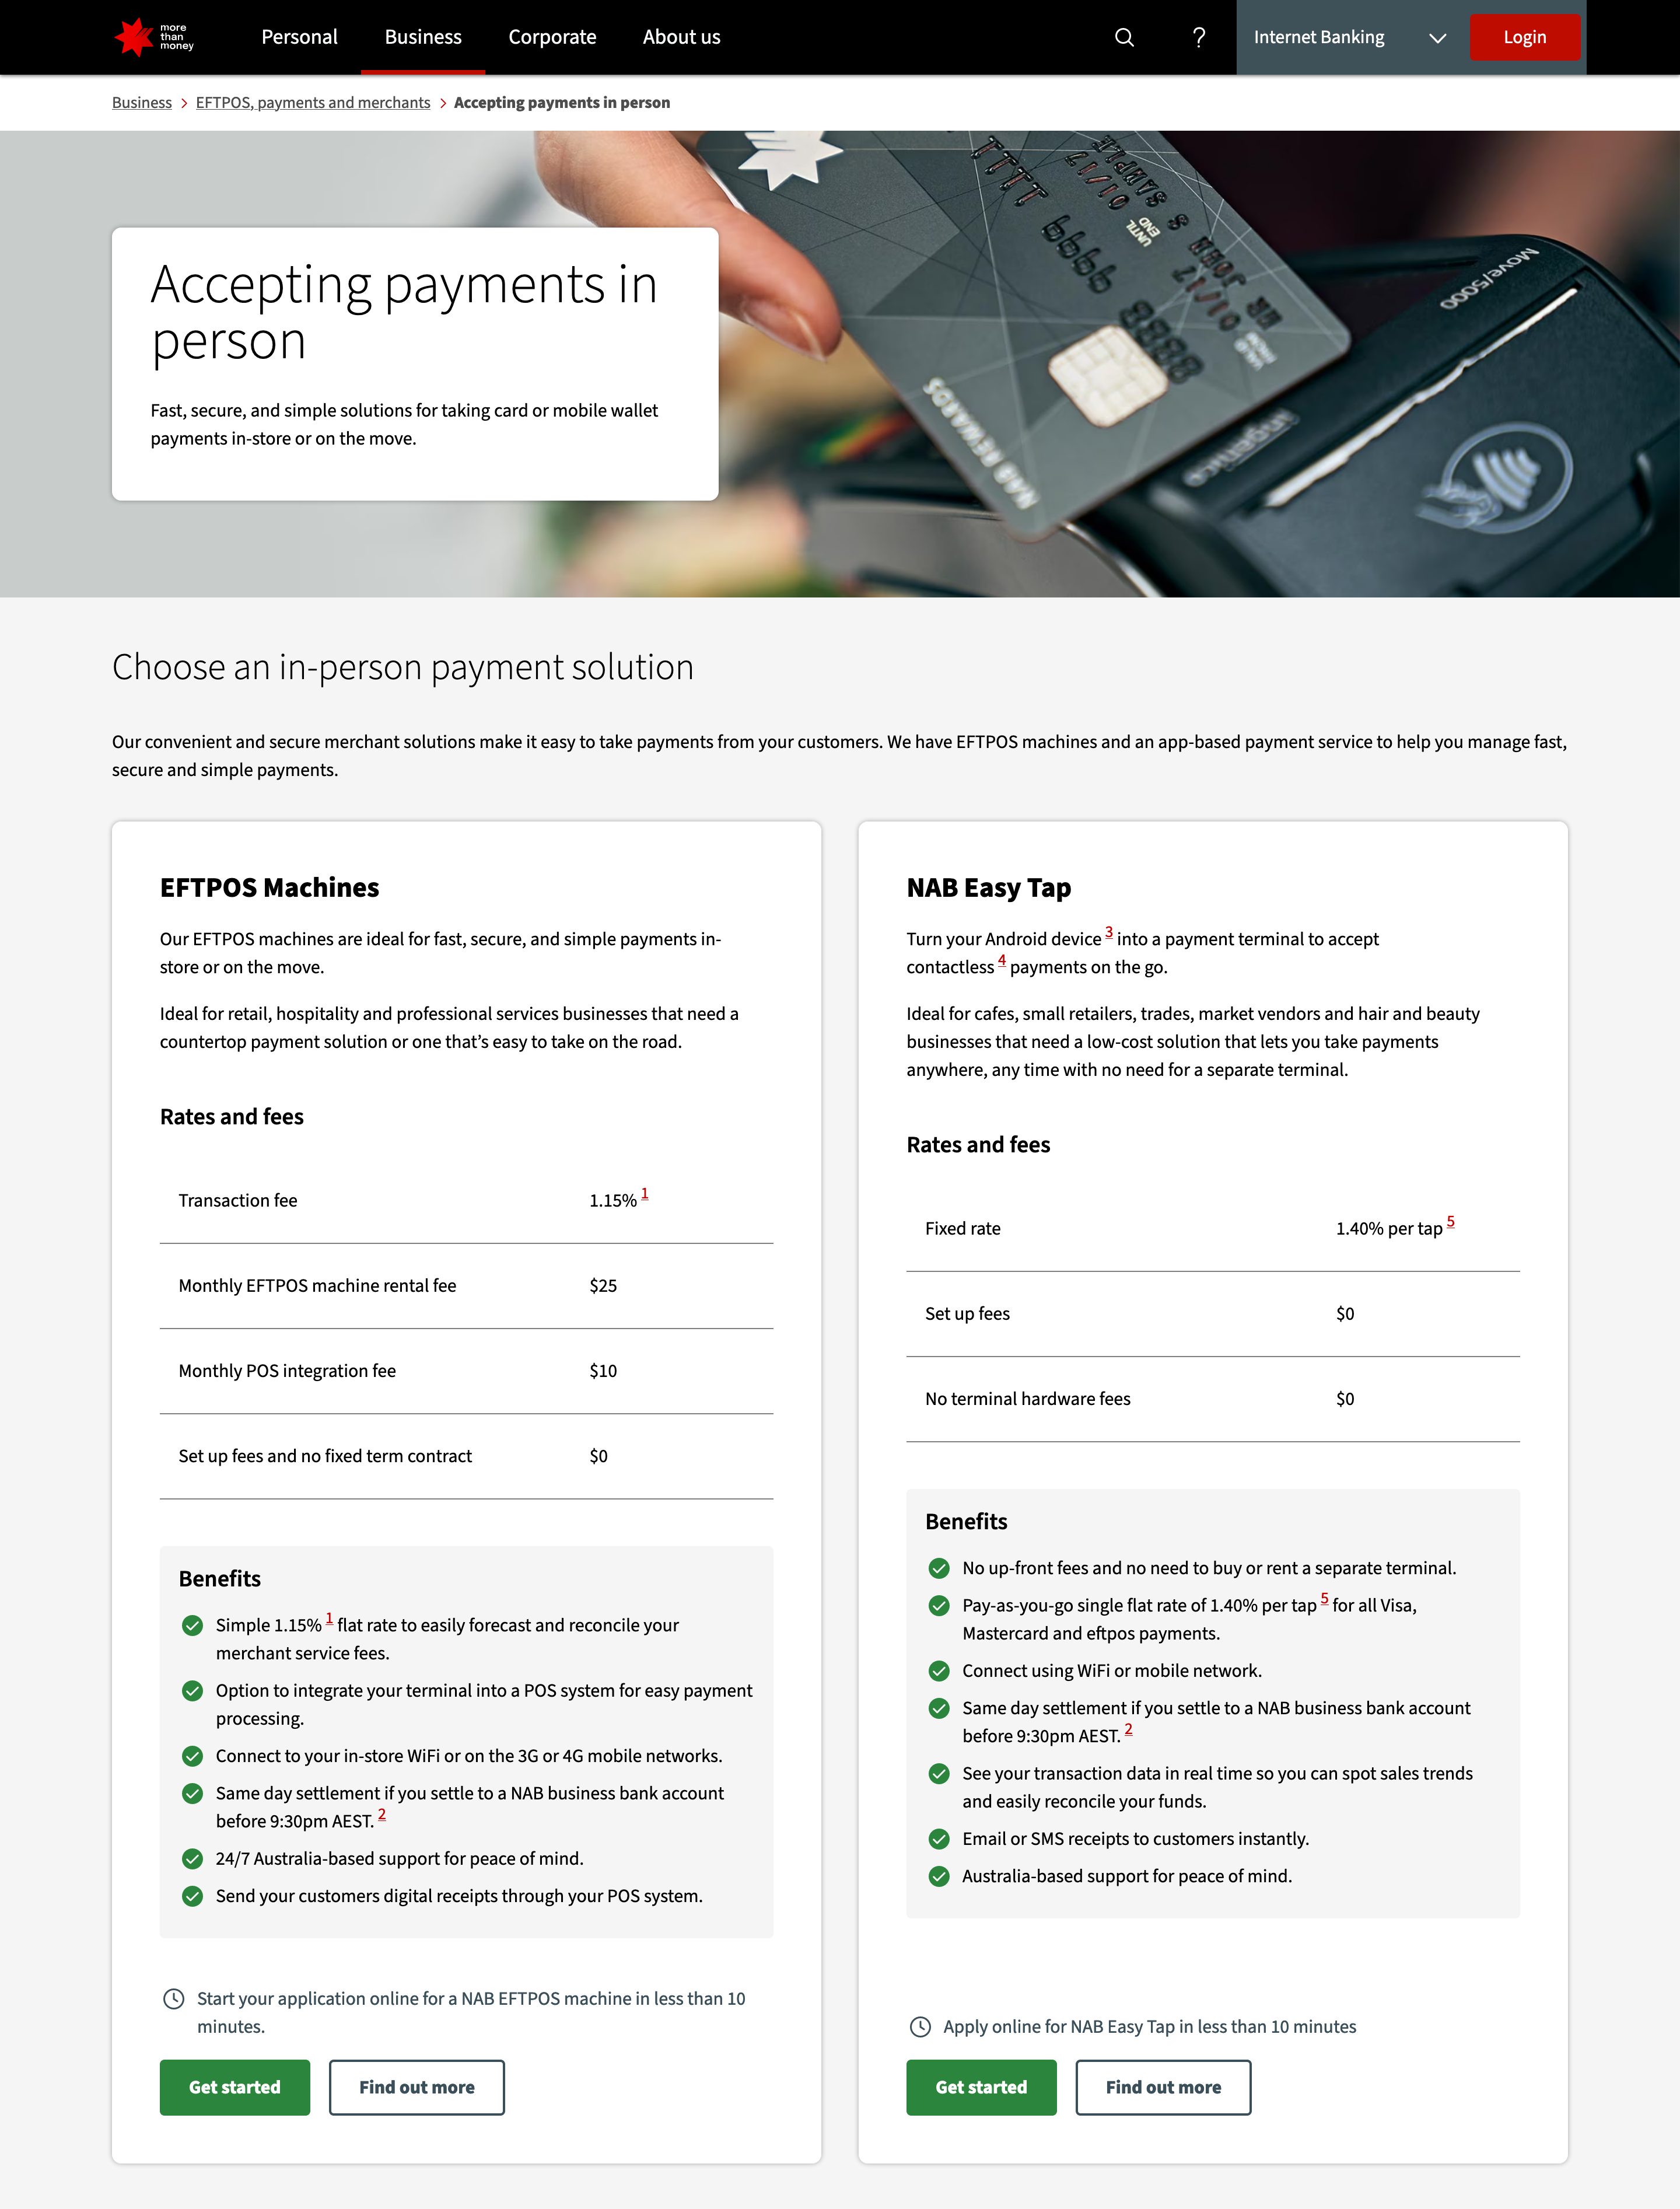 more
than
money
Personal
Business
Corporate
About us
?
Internet Banking
Login
Business > EFTPOS, payments and merchants > Accepting payments in person
Accepting payments in
person
Fast, secure, and simple solutions for taking card or mobile wallet
payments in-store or on the move.
NAB REWARDS
ingenico
Move/5000
Choose an in-person payment solution
Our convenient and secure merchant solutions make it easy to take payments from your customers. We have EFTPOS machines and an app-based payment service to help you manage fast,
secure and simple payments.
EFTPOS Machines
Our EFTPOS machines are ideal for fast, secure, and simple payments in-
store or on the move.
Ideal for retail, hospitality and professional services businesses that need a
countertop payment solution or one that’s easy to take on the road.
Rates and fees
Transaction fee 1.15% 1
Monthly EFTPOS machine rental fee $25
Monthly POS integration fee $10
Set up fees and no fixed term contract $0
Benefits
Simple 1.15% 1 flat rate to easily forecast and reconcile your
merchant service fees.
Option to integrate your terminal into a POS system for easy payment
processing.
Connect to your in-store WiFi or on the 3G or 4G mobile networks.
Same day settlement if you settle to a NAB business bank account
before 9:30pm AEST. 2
24/7 Australia-based support for peace of mind.
Send your customers digital receipts through your POS system.
Start your application online for a NAB EFTPOS machine in less than 10
minutes.
Get started
Find out more
NAB Easy Tap
Turn your Android device 3 into a payment terminal to accept
contactless 4 payments on the go.
Ideal for cafes, small retailers, trades, market vendors and hair and beauty
businesses that need a low-cost solution that lets you take payments
anywhere, any time with no need for a separate terminal.
Rates and fees
Fixed rate 1.40% per tap 5
Set up fees $0
No terminal hardware fees $0
Benefits
No up-front fees and no need to buy or rent a separate terminal.
Pay-as-you-go single flat rate of 1.40% per tap 5 for all Visa,
Mastercard and eftpos payments.
Connect using WiFi or mobile network.
Same day settlement if you settle to a NAB business bank account
before 9:30pm AEST. 2
See your transaction data in real time so you can spot sales trends
and easily reconcile your funds.
Email or SMS receipts to customers instantly.
Australia-based support for peace of mind.
Apply online for NAB Easy Tap in less than 10 minutes
Get started
Find out more